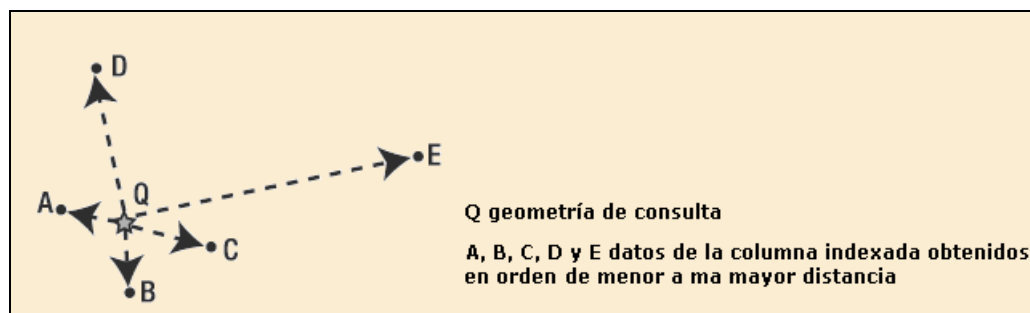 D
E
A
Q
C
B
Q geometría de consulta
A, B, C, D y E datos de la columna indexada obtenidos
en orden de menor a ma mayor distancia